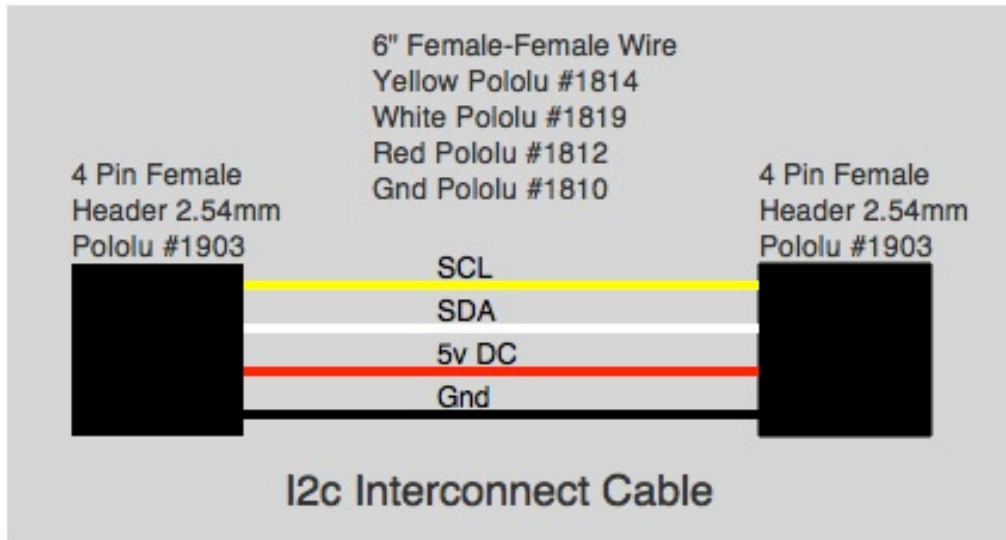 6" Female-Female Wire
Yellow Pololu #1814
White Pololu #1819
Red Pololu #1812
Gnd Pololu #1810
4 Pin Female
Header 2.54mm
Pololu #1903
4 Pin Female
Header 2.54mm
Pololu #1903
SCL
SDA
5v DC
Gnd
I2c Interconnect Cable